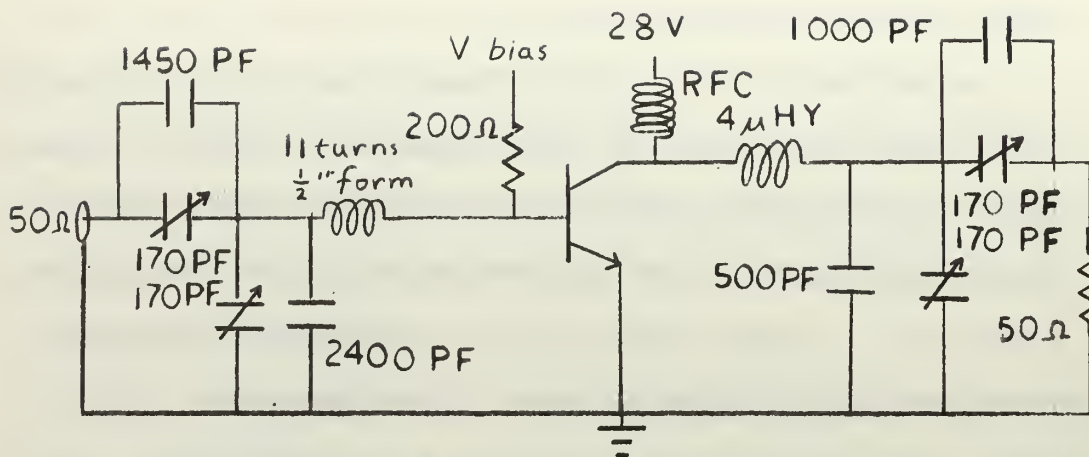 28 V
1000 PF
V bias
1450 PF
RFC
4 μHY
200Ω
11 turns
½" form
50Ω
170 PF
170 PF
170 PF
170 PF
500 PF
2400 PF
50Ω